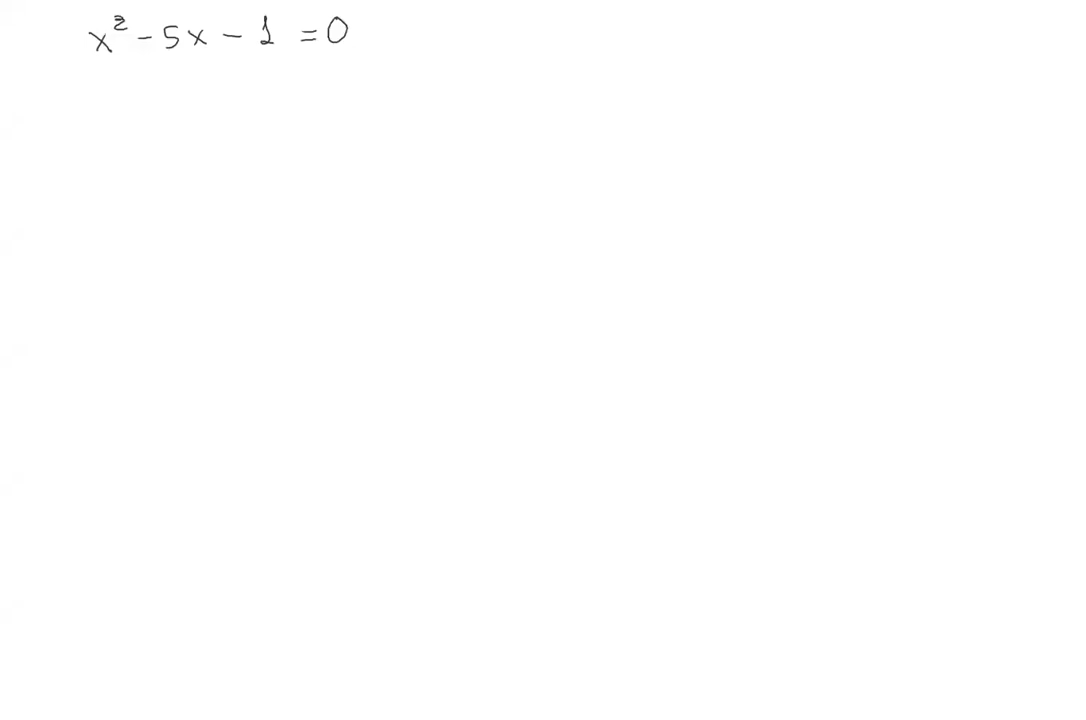 x² - 5x - 1 = 0